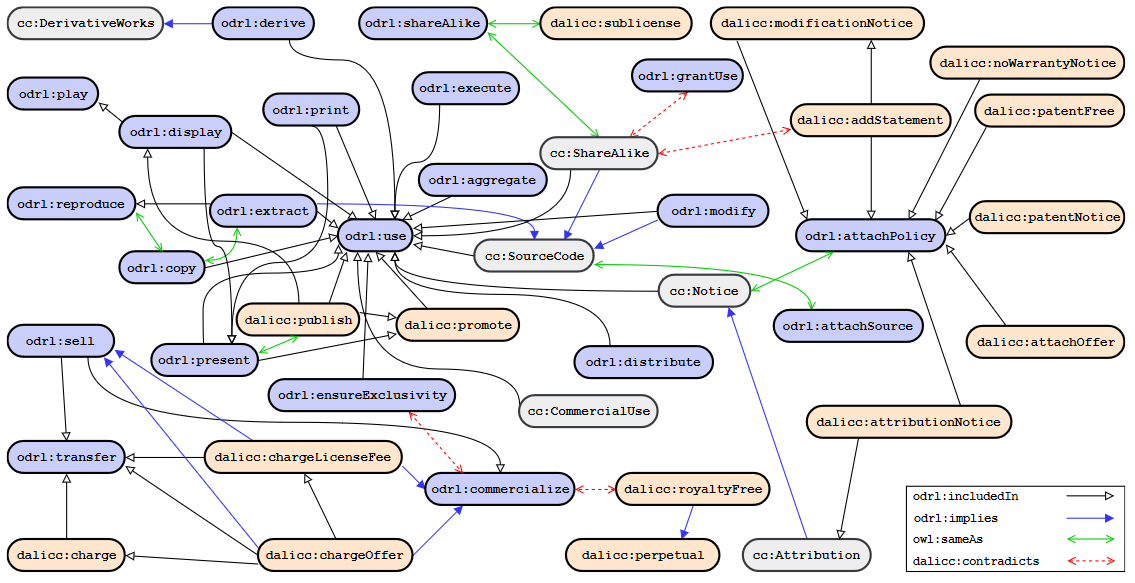 cc:DerivativeWorks
odrl:derive
odrl:shareAlike
dalicc:sublicense
dalicc:modificationNotice
dalicc:noWarrantyNotice
odrl:grantUse
odrl:play
odrl:print
odrl:execute
dalicc:patentFree
odrl:display
dalicc:addStatement
cc:ShareAlike
odrl:aggregate
odrl:reproduce
odrl:extract
odrl:modify
dalicc:patentNotice
odrl:use
odrl:attachPolicy
cc:SourceCode
odrl:copy
cc:Notice
dalicc:publish
dalicc:promote
odrl:attachSource
odrl:sell
dalicc:attachOffer
odrl:present
odrl:distribute
odrl:ensureExclusivity
cc:CommercialUse
dalicc:attributionNotice
odrl:transfer
dalicc:chargeLicenseFee
odrl:commercialize
dalicc:royaltyFree
dalicc:charge
dalicc:chargeOffer
dalicc:perpetual
cc:Attribution
odrl:includedIn
odrl:implies
owl:sameAs
dalicc:contradicts